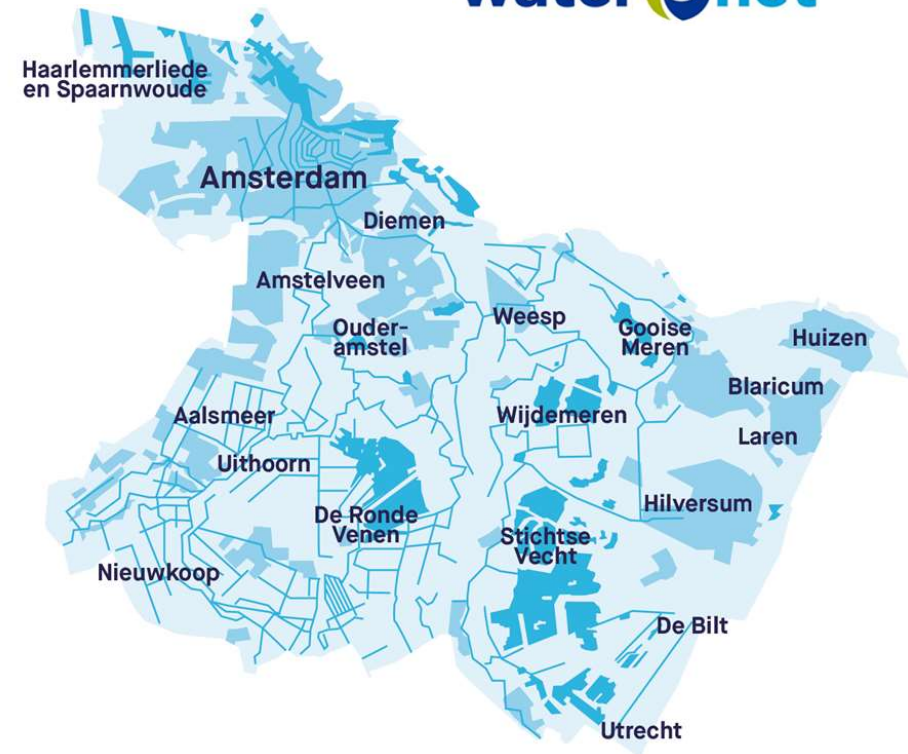 waternet
Haarlemmerliede
en Spaarnwoude
Amsterdam
Diemen
Amstelveen
Ouder-
amstel
Weesp
Gooise
Meren
Huizen
Blaricum
Aalsmeer
Wijdemeren
Laren
Uithoorn
Hilversum
De Ronde
Venen
Stichtse
Vecht
Nieuwkoop
De Bilt
Utrecht